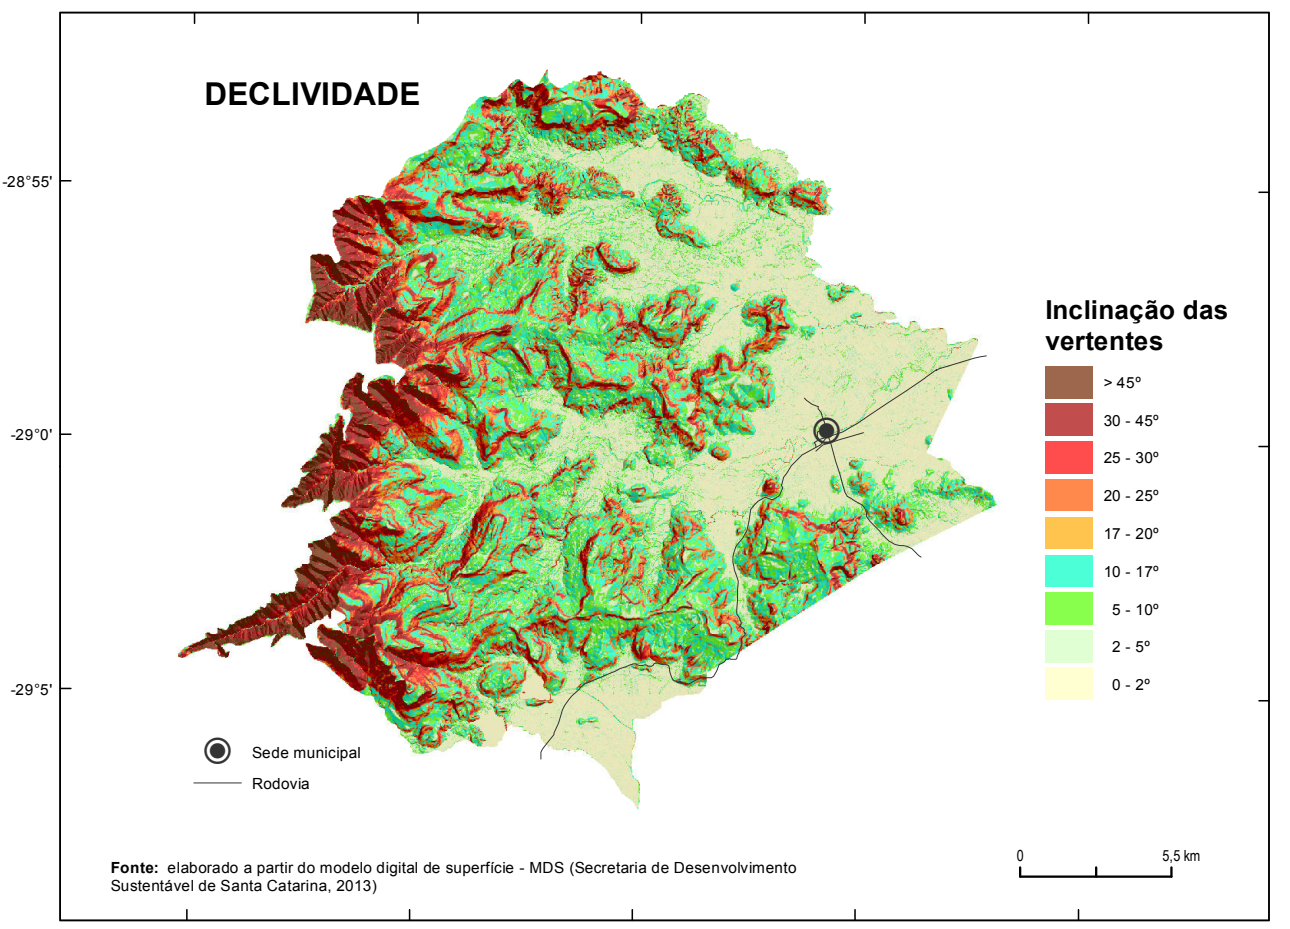 DECLIVIDADE
-28°55'
-29°0'
-29°5'
Inclinação das
vertentes
> 45º
30 - 45º
25 - 30º
20 - 25º
17 - 20º
10 - 17º
5 - 10º
2 - 5º
0 - 2º
Sede municipal
Rodovia
Fonte: elaborado a partir do modelo digital de superfície - MDS (Secretaria de Desenvolvimento
Sustentável de Santa Catarina, 2013)
0 5,5 km